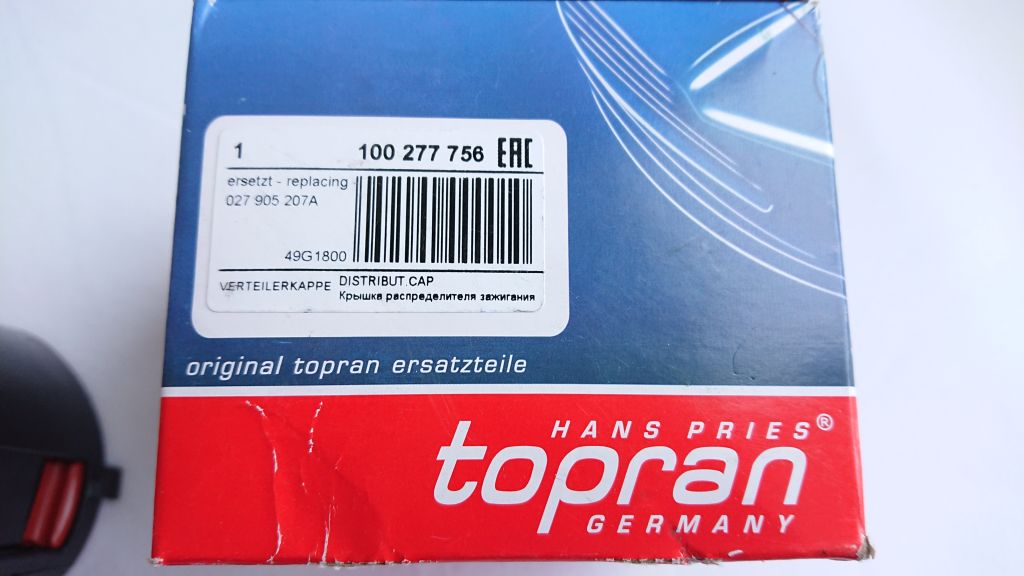 1 100 277 756 EAC
ersetzt - replacing
027 905 207A
49G1800
VERTEILERKAPPE DISTRIBUT.CAP
Крышка распределителя зажигания
original topran ersatzteile
HANS PRIES®
topran
GERMANY